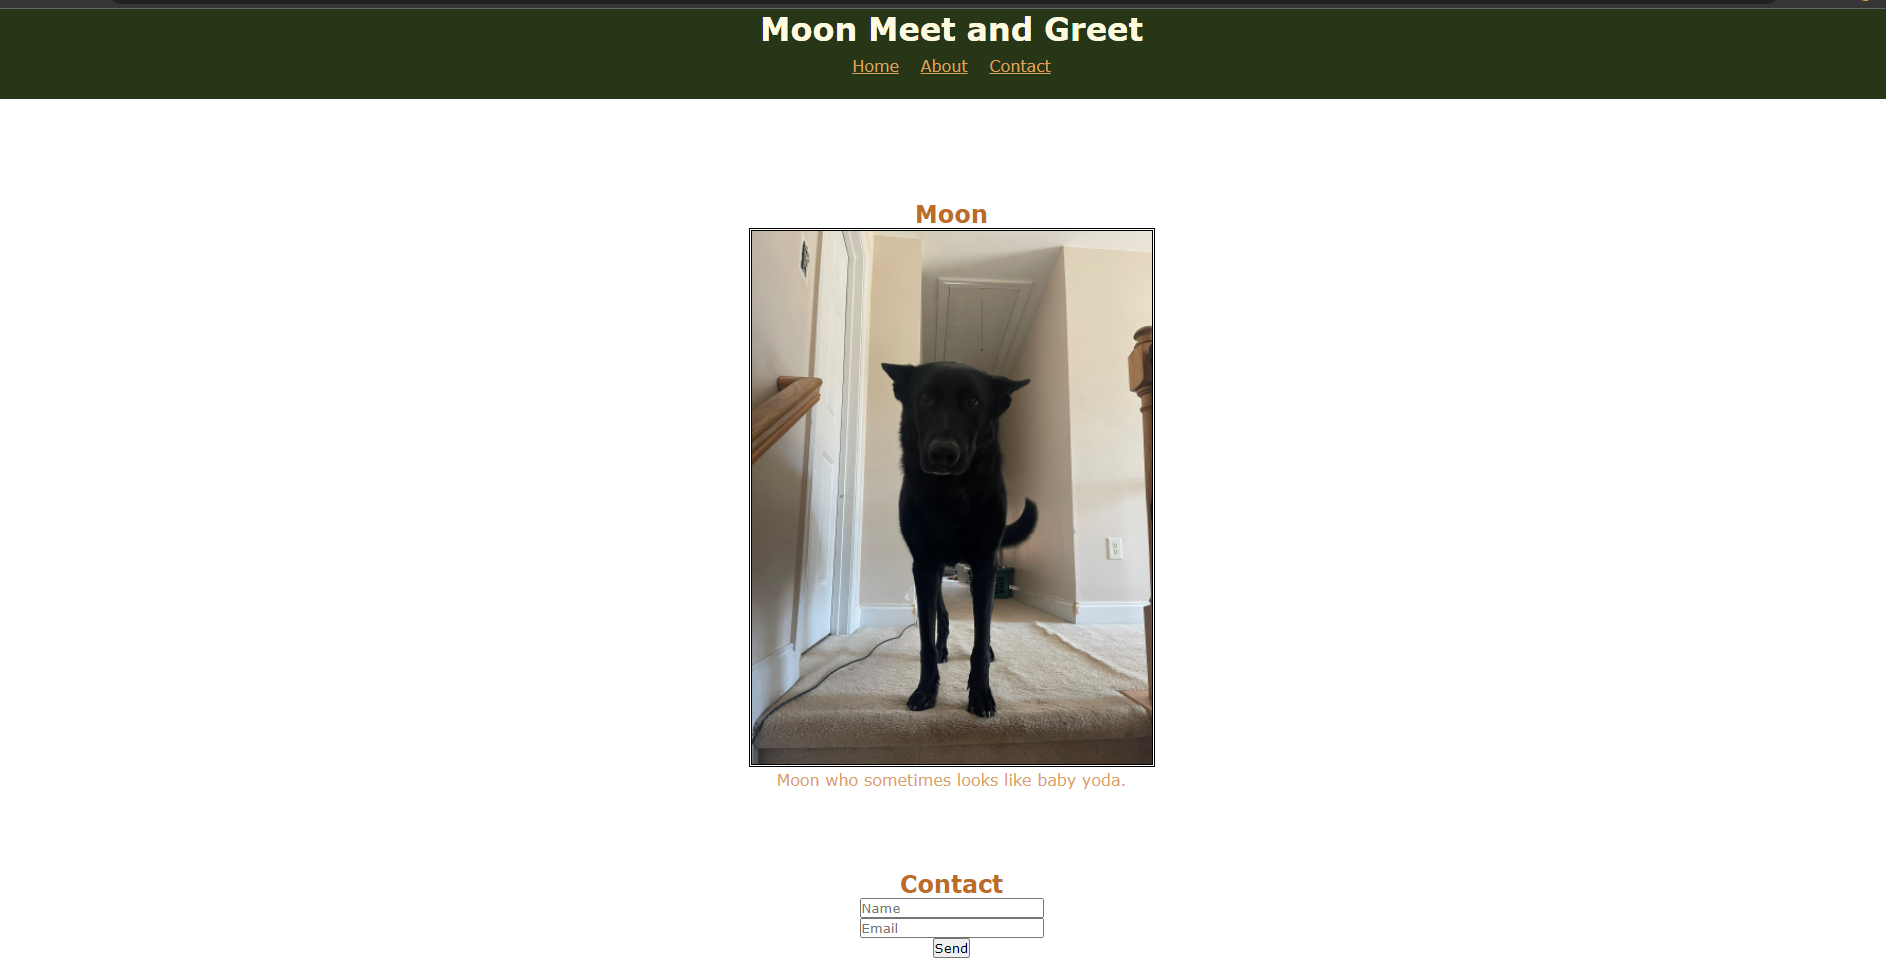 Moon Meet and Greet
Home About Contact
Moon
Moon who sometimes looks like baby yoda.
Contact
Name
Email
Send